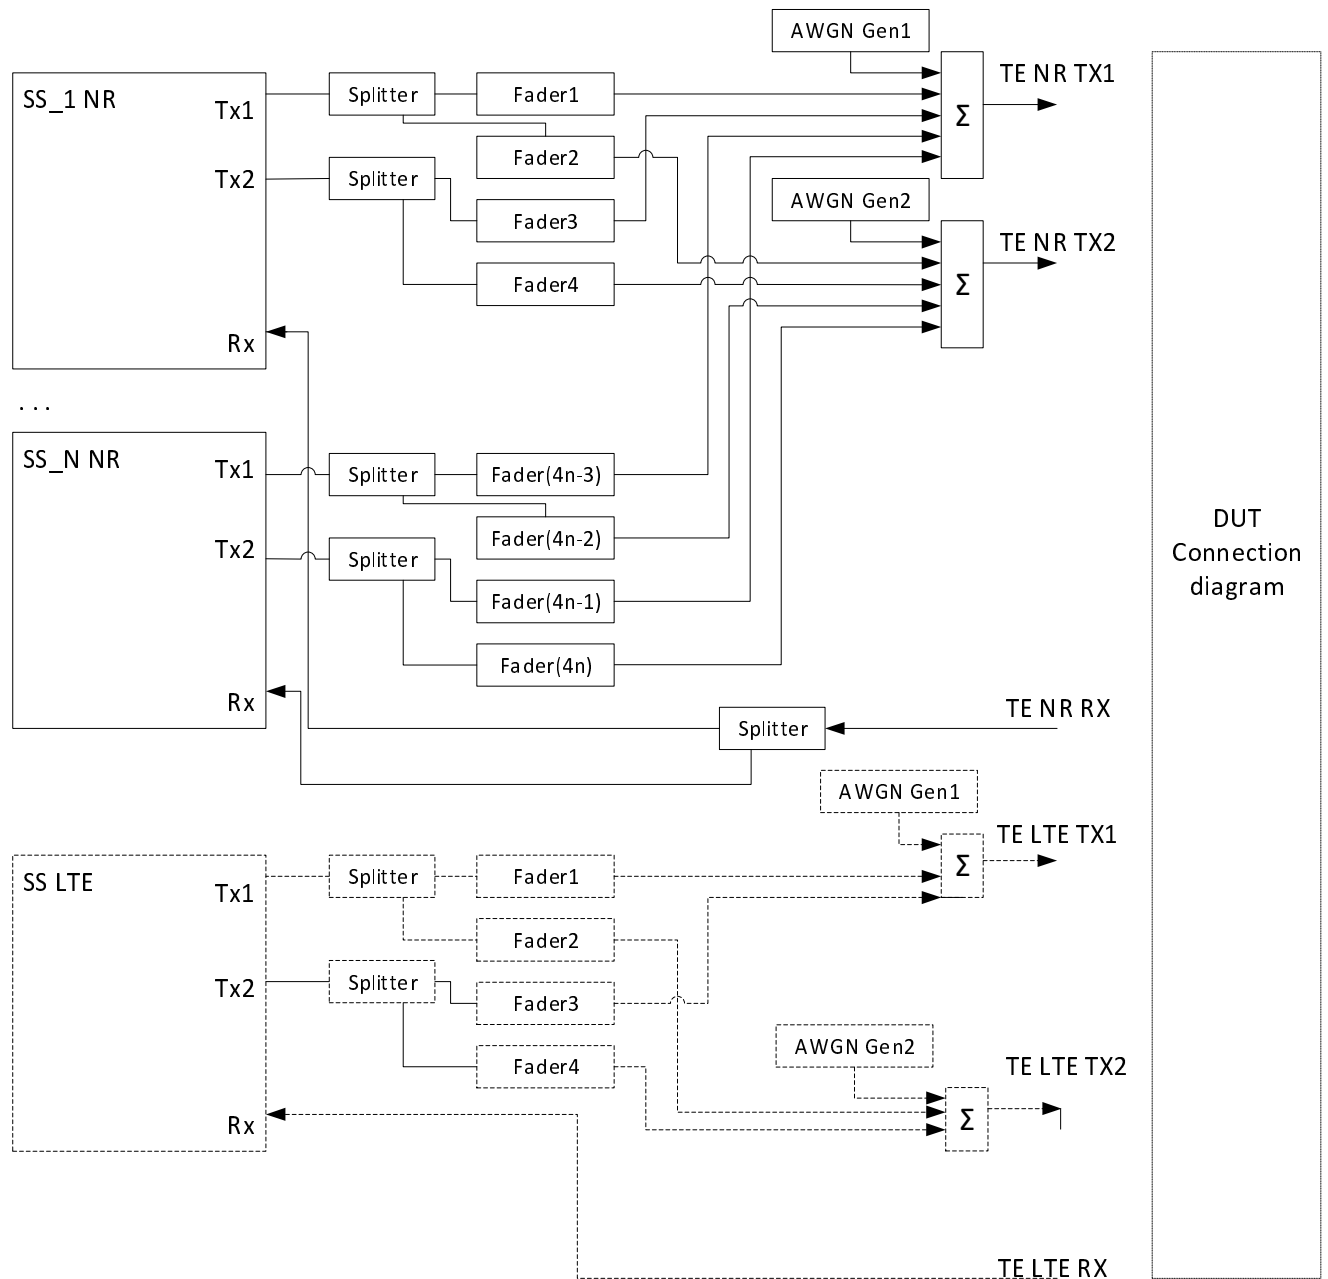 AWGN Gen1
TE NR TX1
SS_1 NR
Tx1
Splitter
Fader1
Σ
Fader2
Tx2
Splitter
AWGN Gen2
Fader3
TE NR TX2
Fader4
Σ
Rx
. . .
SS_N NR
Tx1
Splitter
Fader(4n-3)
Fader(4n-2)
Tx2
Splitter
Fader(4n-1)
Fader(4n)
Rx
DUT
Connection
diagram
TE NR RX
Splitter
AWGN Gen1
TE LTE TX1
SS LTE
Tx1
Splitter
Fader1
Σ
Fader2
Tx2
Splitter
Fader3
AWGN Gen2
Fader4
TE LTE TX2
Rx
Σ
TE LTE RX